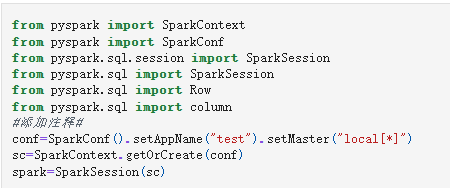 from pyspark import SparkContext
from pyspark import SparkConf
from pyspark.sql.session import SparkSession
from pyspark.sql import SparkSession
from pyspark.sql import Row
from pyspark.sql import column
#添加注释#
conf=SparkConf().setAppName("test").setMaster("local[*]")
sc=SparkContext.getOrCreate(conf)
spark=SparkSession(sc)